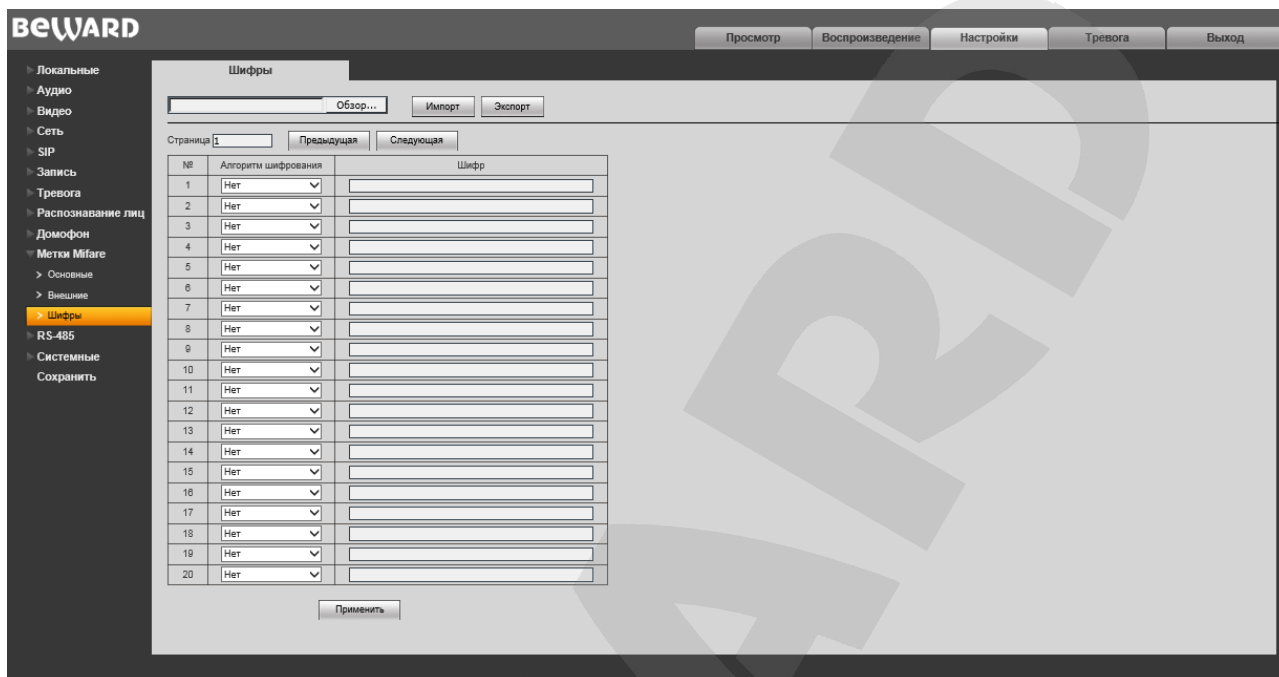 BEWARD
Просмотр Воспроизведение Настройки Тревога Выход
Локальные
Аудио
Видео
Сеть
SIP
Запись
Тревога
Распознавание лиц
Домофон
Метки Mifare
> Основные
> Внешние
> Шифры
RS-485
Системные
Сохранить
Шифры
Обзор... Импорт Экспорт
Страница 1 Предыдущая Следующая
№ Алгоритм шифрования Шифр
1 Нет
2 Нет
3 Нет
4 Нет
5 Нет
6 Нет
7 Нет
8 Нет
9 Нет
10 Нет
11 Нет
12 Нет
13 Нет
14 Нет
15 Нет
16 Нет
17 Нет
18 Нет
19 Нет
20 Нет
Применить
ARD